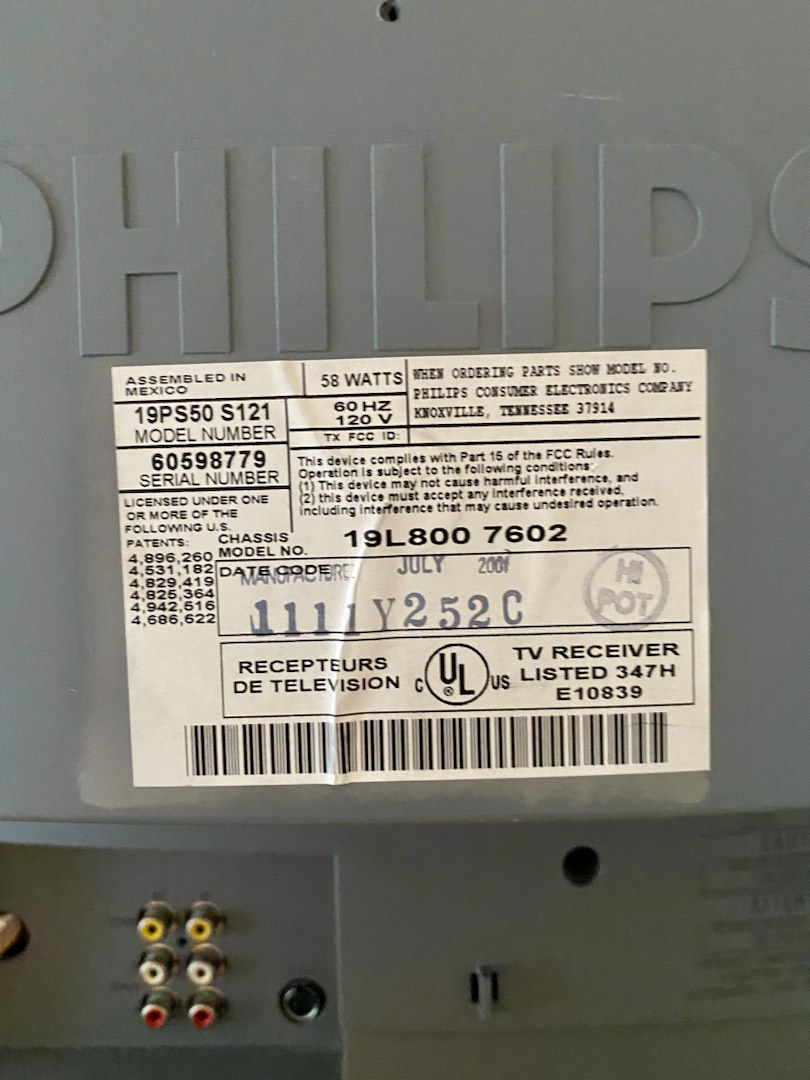 PHILIPS
ASSEMBLED IN
MEXICO
58 WATTS
WHEN ORDERING PARTS SHOW MODEL NO.
PHILIPS CONSUMER ELECTRONICS COMPANY
KNOXVILLE, TENNESSEE 37914
19PS50 S121
MODEL NUMBER
60 HZ
120 V
TX FCC ID:
60598779
SERIAL NUMBER
This device complies with Part 15 of the FCC Rules.
Operation is subject to the following conditions:
(1) This device may not cause harmful interference, and
(2) this device must accept any interference received,
including interference that may cause undesired operation.
LICENSED UNDER ONE
OR MORE OF THE
FOLLOWING U.S.
PATENTS:
4,896,260
4,531,182
4,829,419
4,825,364
4,942,516
4,686,622
CHASSIS
MODEL NO.
19L800 7602
DATE CODE
MANUFACTURE
JULY 2001
1111Y252C
HI
POT
RECEPTEURS
DE TELEVISION
C UL US
®
TV RECEIVER
LISTED 347H
E10839